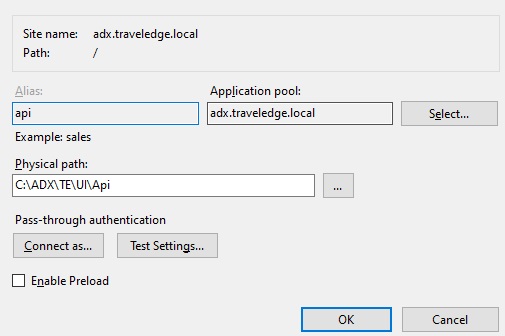 Site name: adx.traveledge.local
Path: /
Alias: Application pool:
api adx.traveledge.local Select...
Example: sales
Physical path:
C:\ADX\TE\UI\Api ...
Pass-through authentication
Connect as... Test Settings...
Enable Preload
OK Cancel